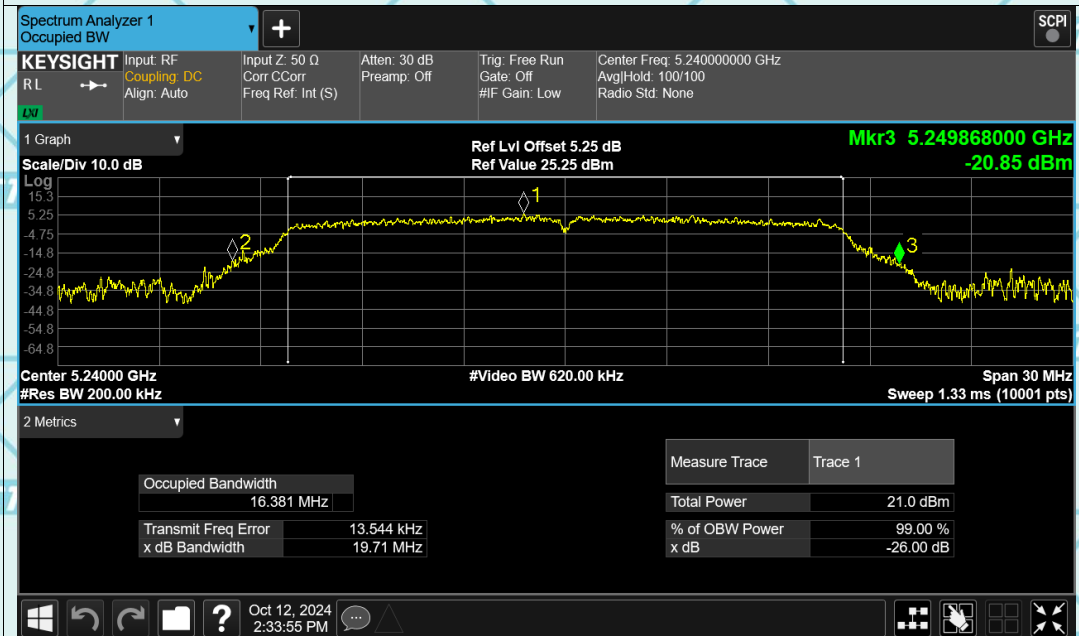 Spectrum Analyzer 1
Occupied BW
+
SCPI
KEYSIGHT
RL
LXI
Input: RF
Coupling: DC
Align: Auto
Input Z: 50 Ω
Corr CCorr
Freq Ref: Int (S)
Atten: 30 dB
Preamp: Off
Trig: Free Run
Gate: Off
#IF Gain: Low
Center Freq: 5.240000000 GHz
Avg|Hold: 100/100
Radio Std: None
1 Graph
Scale/Div 10.0 dB
Ref Lvl Offset 5.25 dB
Ref Value 25.25 dBm
Mkr3 5.249868000 GHz
-20.85 dBm
Log
15.3
5.25
-4.75
-14.8
-24.8
-34.8
-44.8
-54.8
-64.8
1
2
3
Center 5.24000 GHz
#Video BW 620.00 kHz
Span 30 MHz
#Res BW 200.00 kHz
Sweep 1.33 ms (10001 pts)
2 Metrics
Occupied Bandwidth
16.381 MHz
Transmit Freq Error 13.544 kHz
x dB Bandwidth 19.71 MHz
Measure Trace Trace 1
Total Power 21.0 dBm
% of OBW Power 99.00 %
x dB -26.00 dB
?
Oct 12, 2024
2:33:55 PM